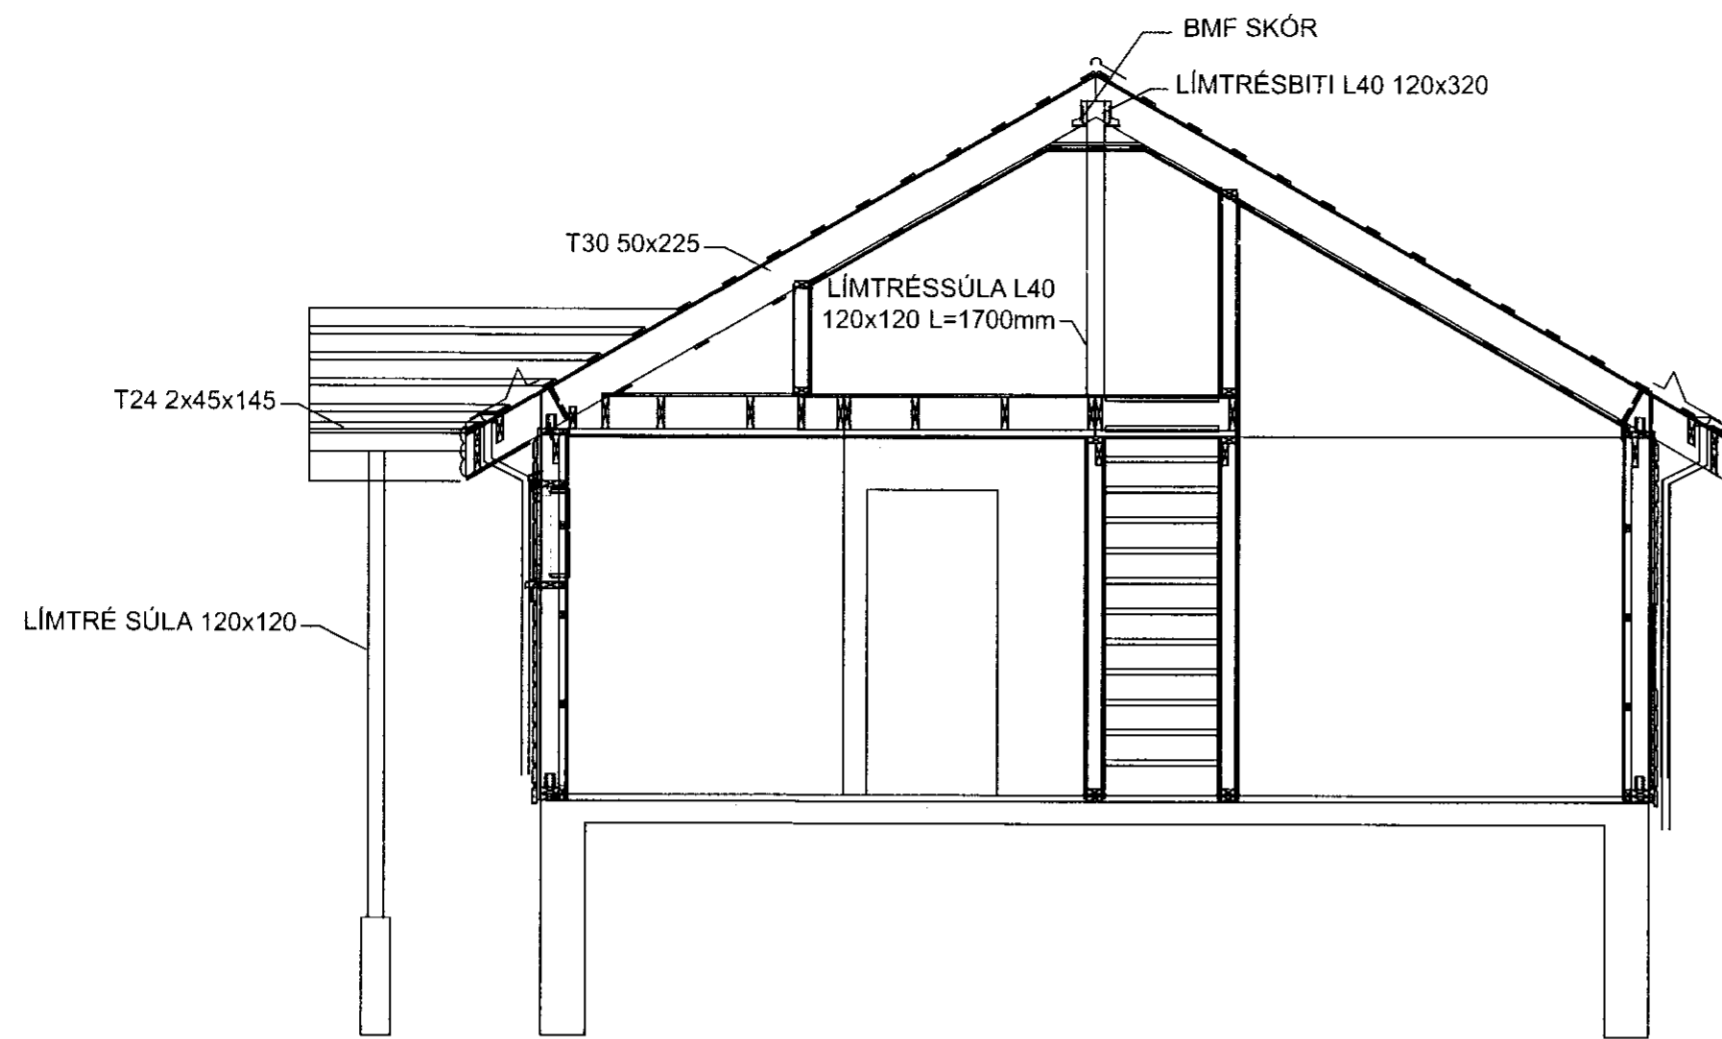 BMF SKÓR
LÍMTRÉSBITI L40 120x320
T30 50x225
LÍMTRÉSSÚLA L40
120x120 L=1700mm
T24 2x45x145
LÍMTRÉ SÚLA 120x120